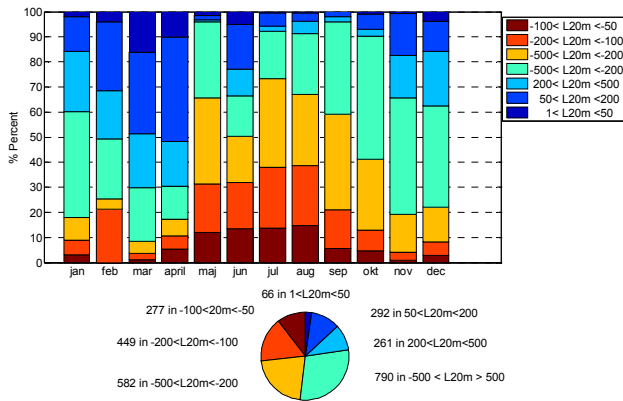 100
90
80
70
60
50
40
30
20
10
0
% Percent
jan feb mar april maj jun jul aug sep okt nov dec
-100< L20m <-50
-200< L20m <-100
-500< L20m <-200
-500< L20m <-200
200< L20m <500
50< L20m <200
1< L20m <50
66 in 1<L20m<50
277 in -100<20m<-50
292 in 50<L20m<200
449 in -200<L20m<-100
261 in 200<L20m<500
582 in -500<L20m<-200
790 in -500 < L20m > 500